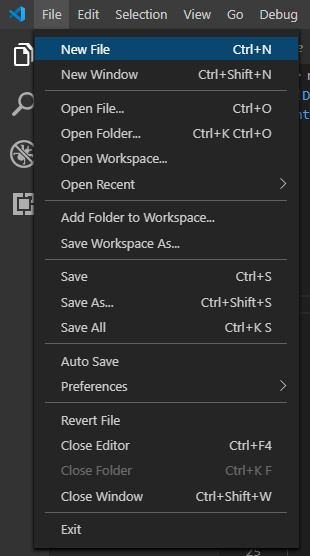 File Edit Selection View Go Debug
New File Ctrl+N
New Window Ctrl+Shift+N
Open File... Ctrl+O
Open Folder... Ctrl+K Ctrl+O
Open Workspace...
Open Recent
Add Folder to Workspace...
Save Workspace As...
Save Ctrl+S
Save As... Ctrl+Shift+S
Save All Ctrl+K S
Auto Save
Preferences
Revert File
Close Editor Ctrl+F4
Close Folder Ctrl+K F
Close Window Ctrl+Shift+W
Exit
25